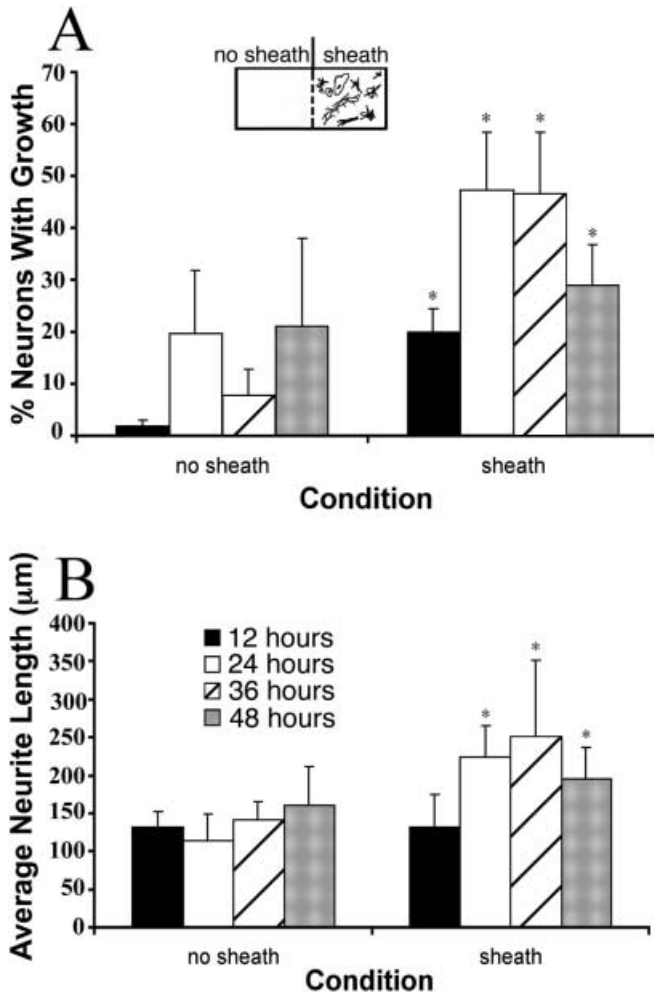 A
no sheath sheath
70
60
50
40
30
20
10
0
% Neurons With Growth
* * * *
no sheath sheath
Condition
B
400
350
300
250
200
150
100
50
0
Average Neurite Length (μm)
12 hours
24 hours
36 hours
48 hours
* * *
no sheath sheath
Condition